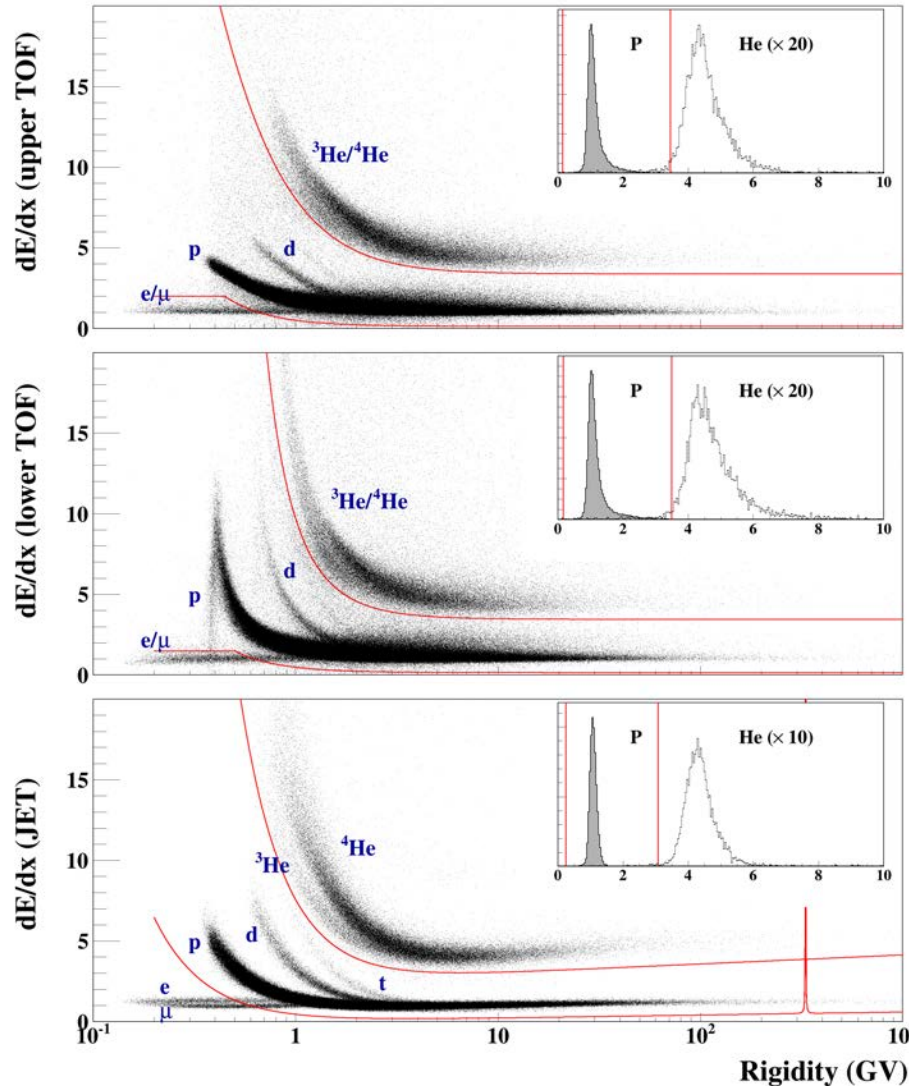 dE/dx (upper TOF)
15
10
5
0
p
d
e/μ
³He/⁴He
P
He (× 20)
0 2 4 6 8 10
dE/dx (lower TOF)
15
10
5
0
p
d
e/μ
³He/⁴He
P
He (× 20)
0 2 4 6 8 10
dE/dx (JET)
15
10
5
0
p
d
e
μ
³He
⁴He
t
P
He (× 10)
0 2 4 6 8 10
10⁻¹ 1 10 10² 10
Rigidity (GV)